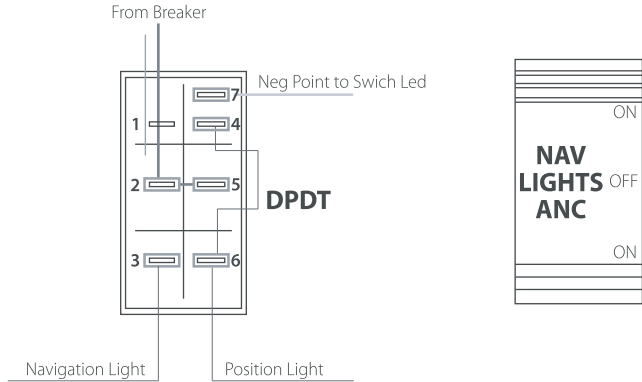 From Breaker
7 Neg Point to Swich Led
1
4
2
5
DPDT
3
6
Navigation Light
Position Light
ON
NAV
LIGHTS OFF
ANC
ON